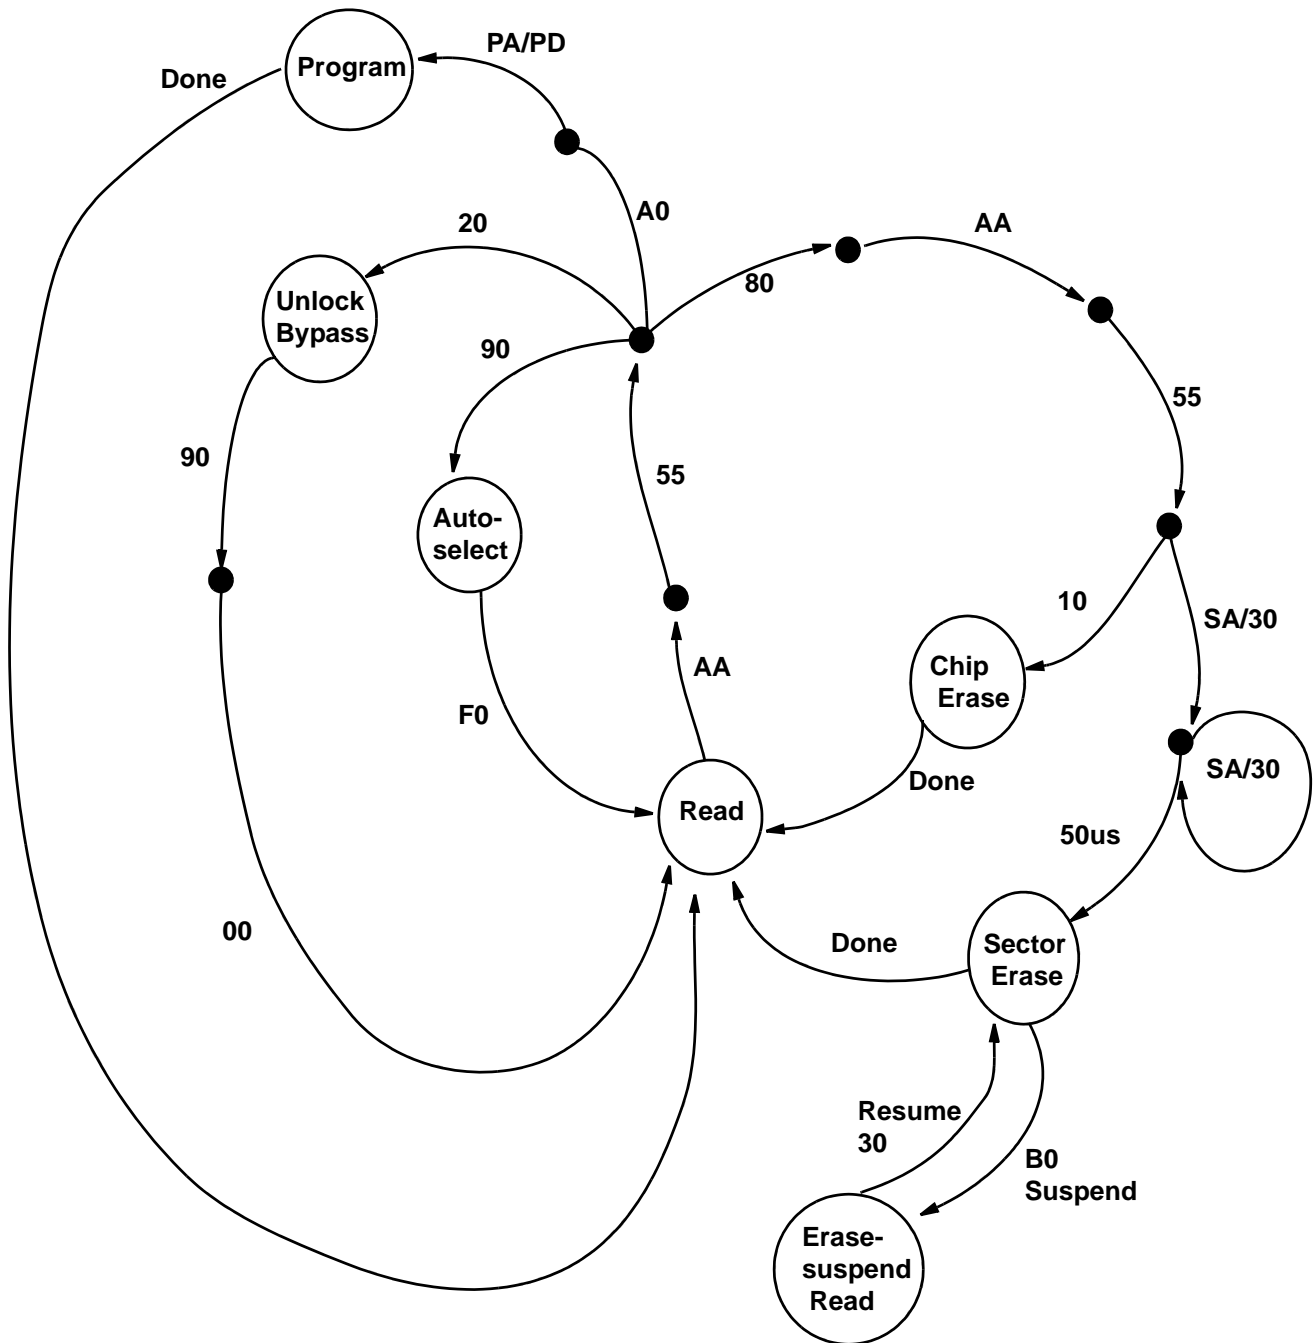 PA/PD
Program
Done
A0
20
AA
80
Unlock
Bypass
90
55
90
55
Auto-
select
10
SA/30
AA
Chip
Erase
F0
SA/30
Done
Read
50us
00
Done
Sector
Erase
Resume
30
B0
Suspend
Erase-
suspend
Read